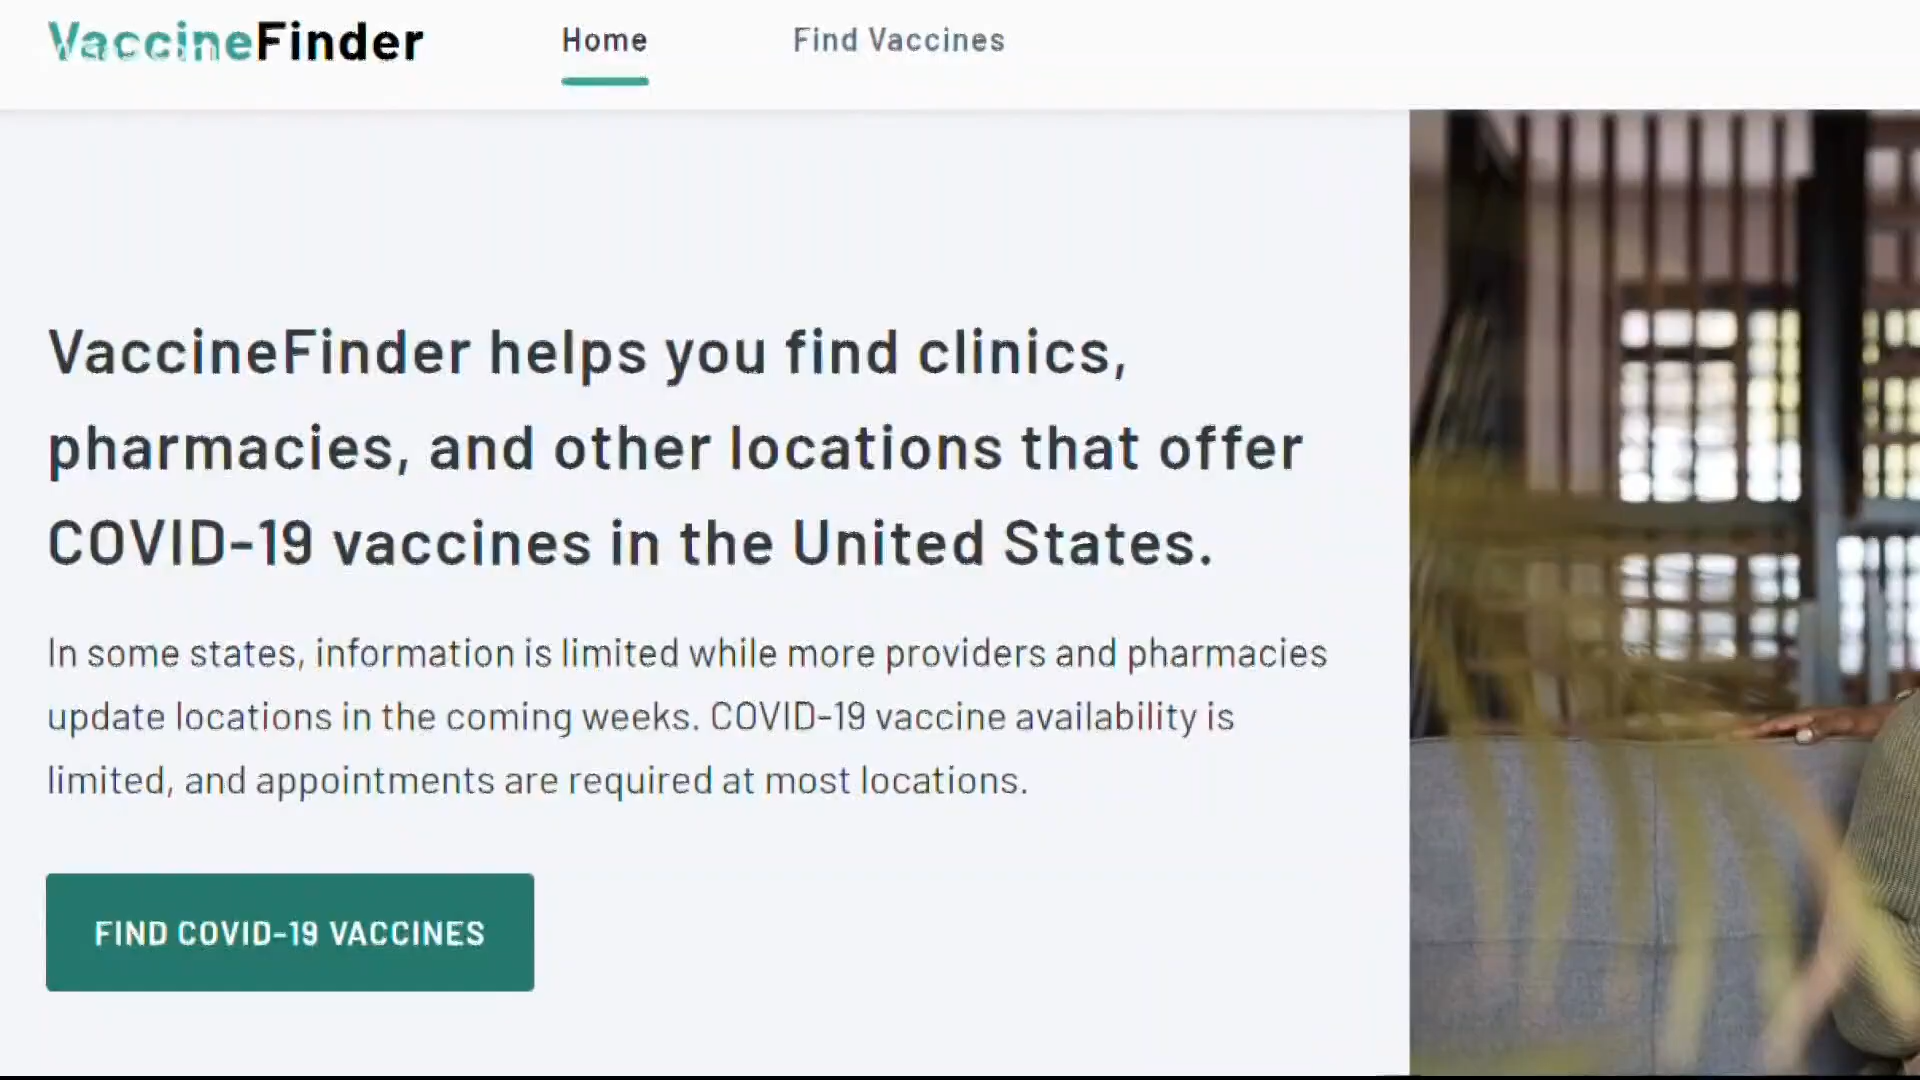 VaccineFinder
Home
Find Vaccines
VaccineFinder helps you find clinics,
pharmacies, and other locations that offer
COVID-19 vaccines in the United States.
In some states, information is limited while more providers and pharmacies
update locations in the coming weeks. COVID-19 vaccine availability is
limited, and appointments are required at most locations.
FIND COVID-19 VACCINES